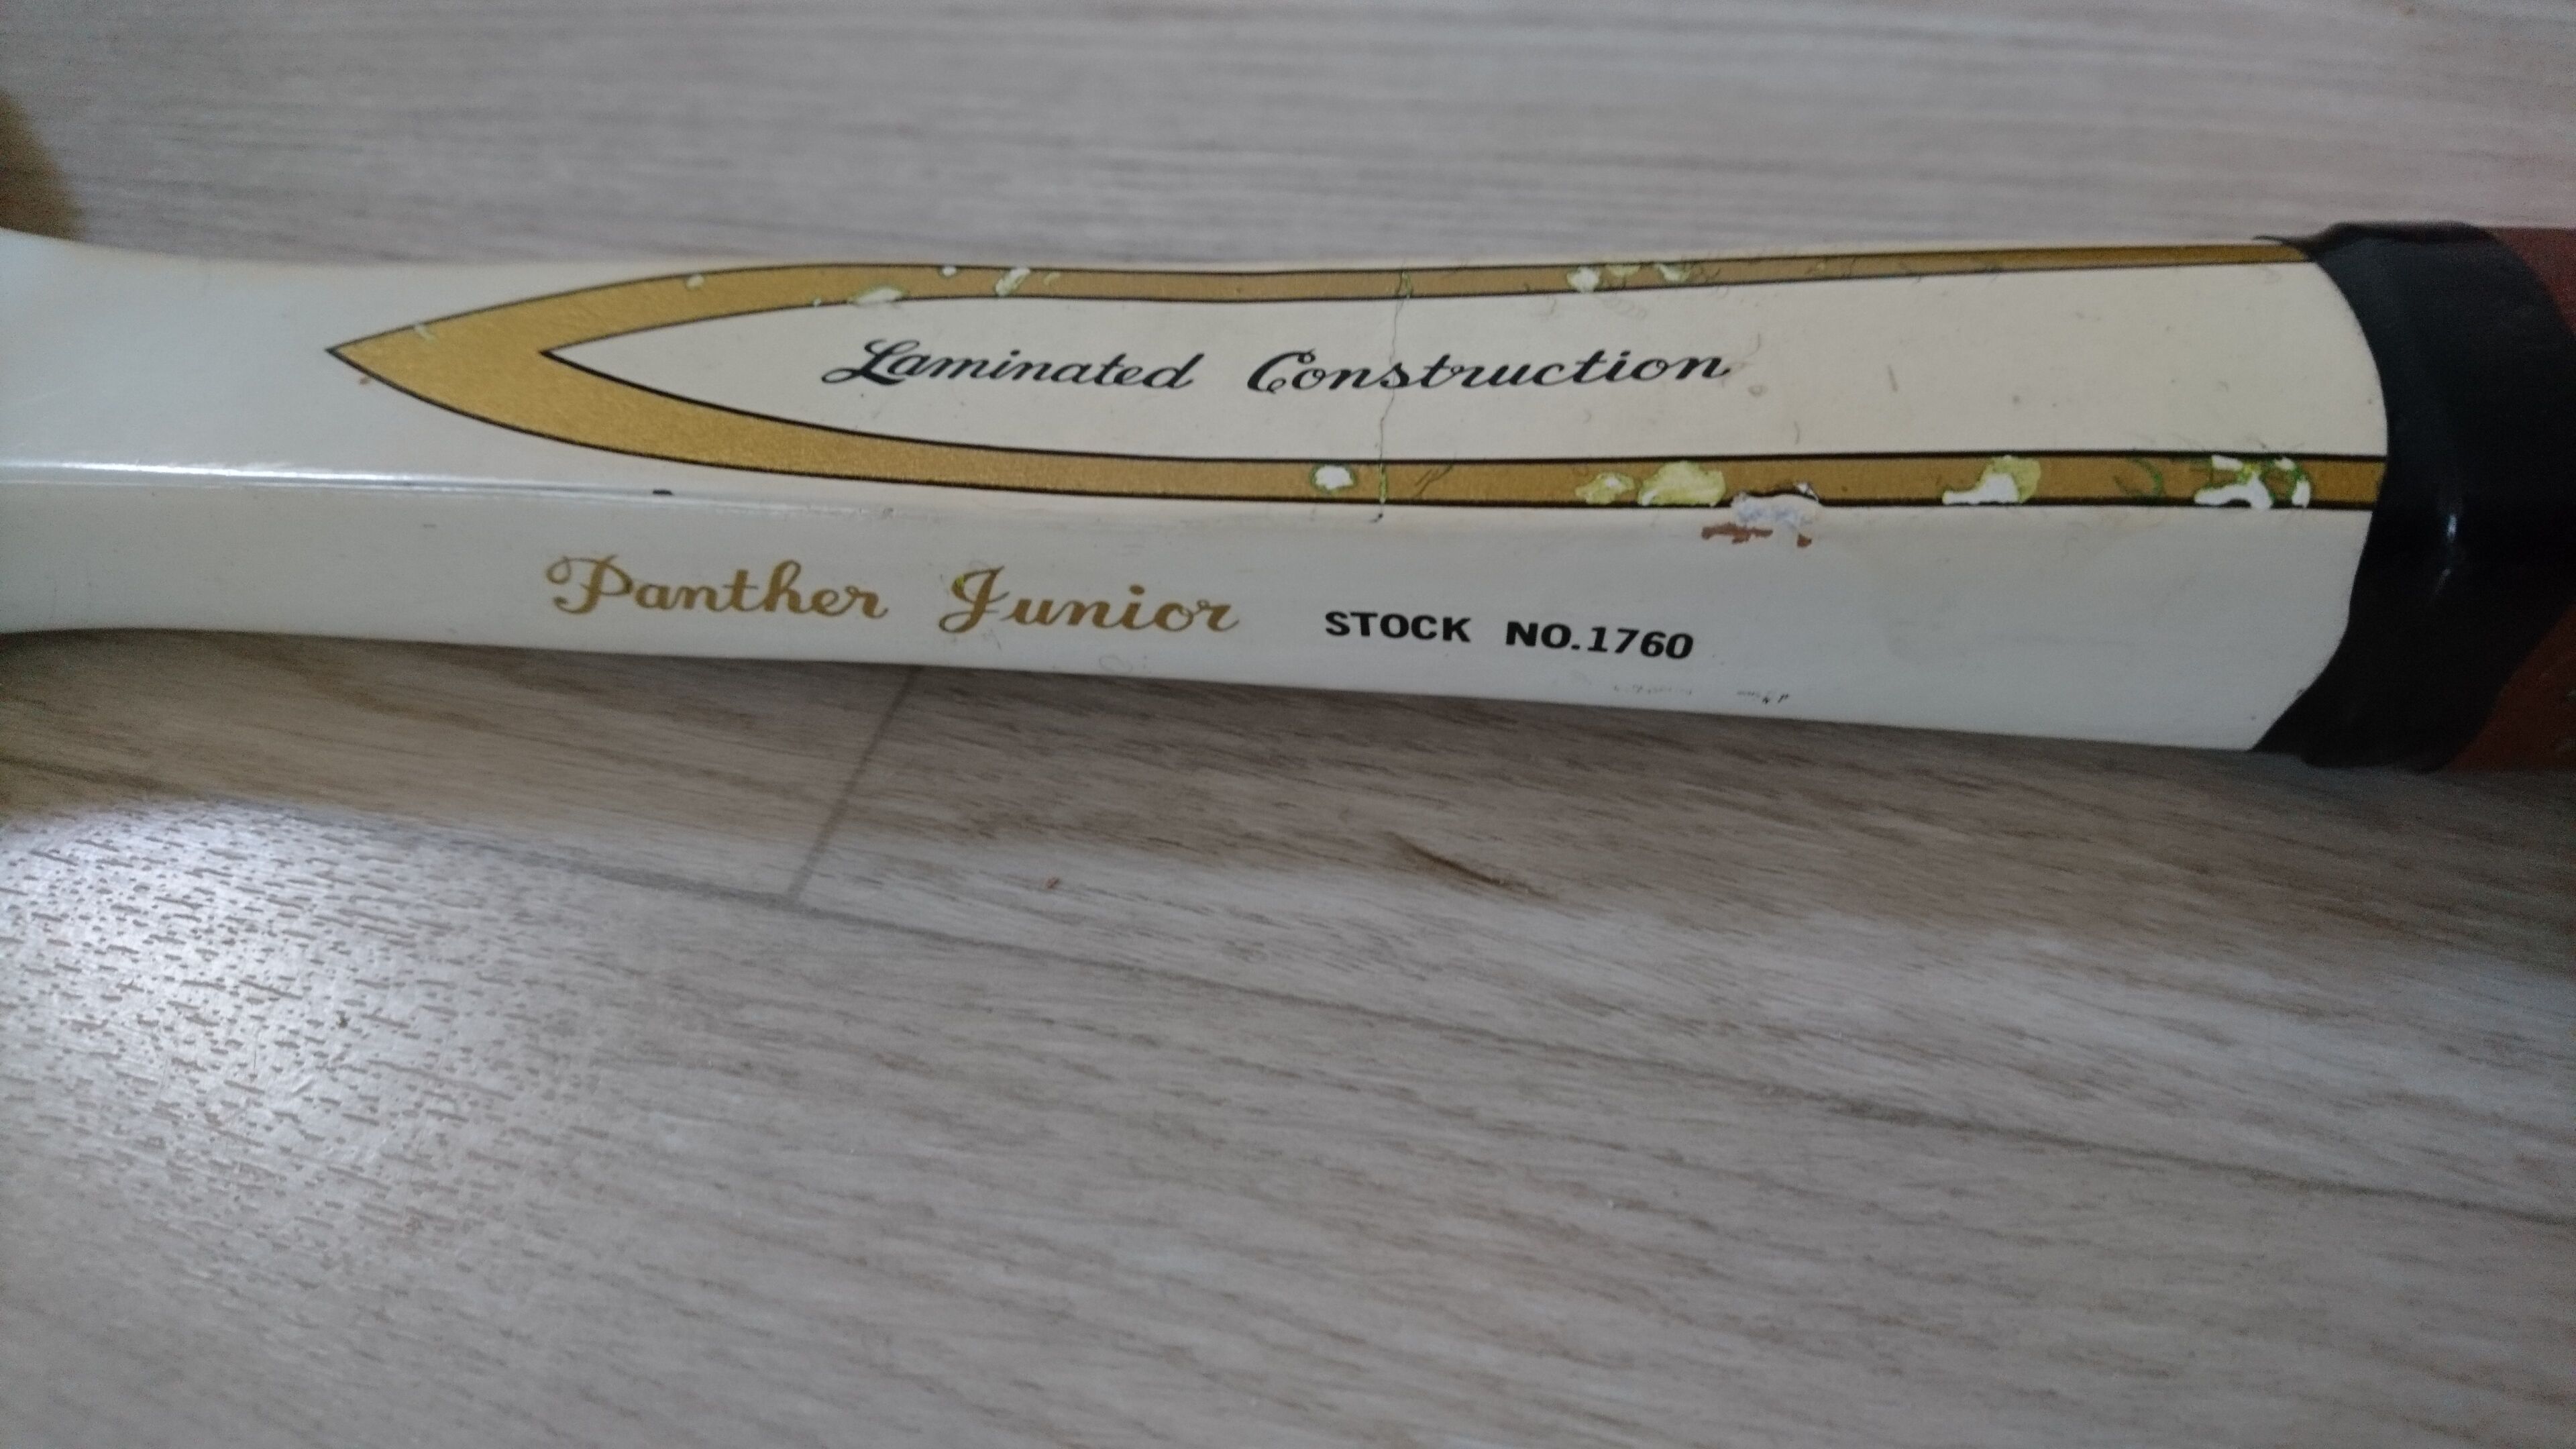 Laminated Construction
Panther Junior STOCK NO.1760